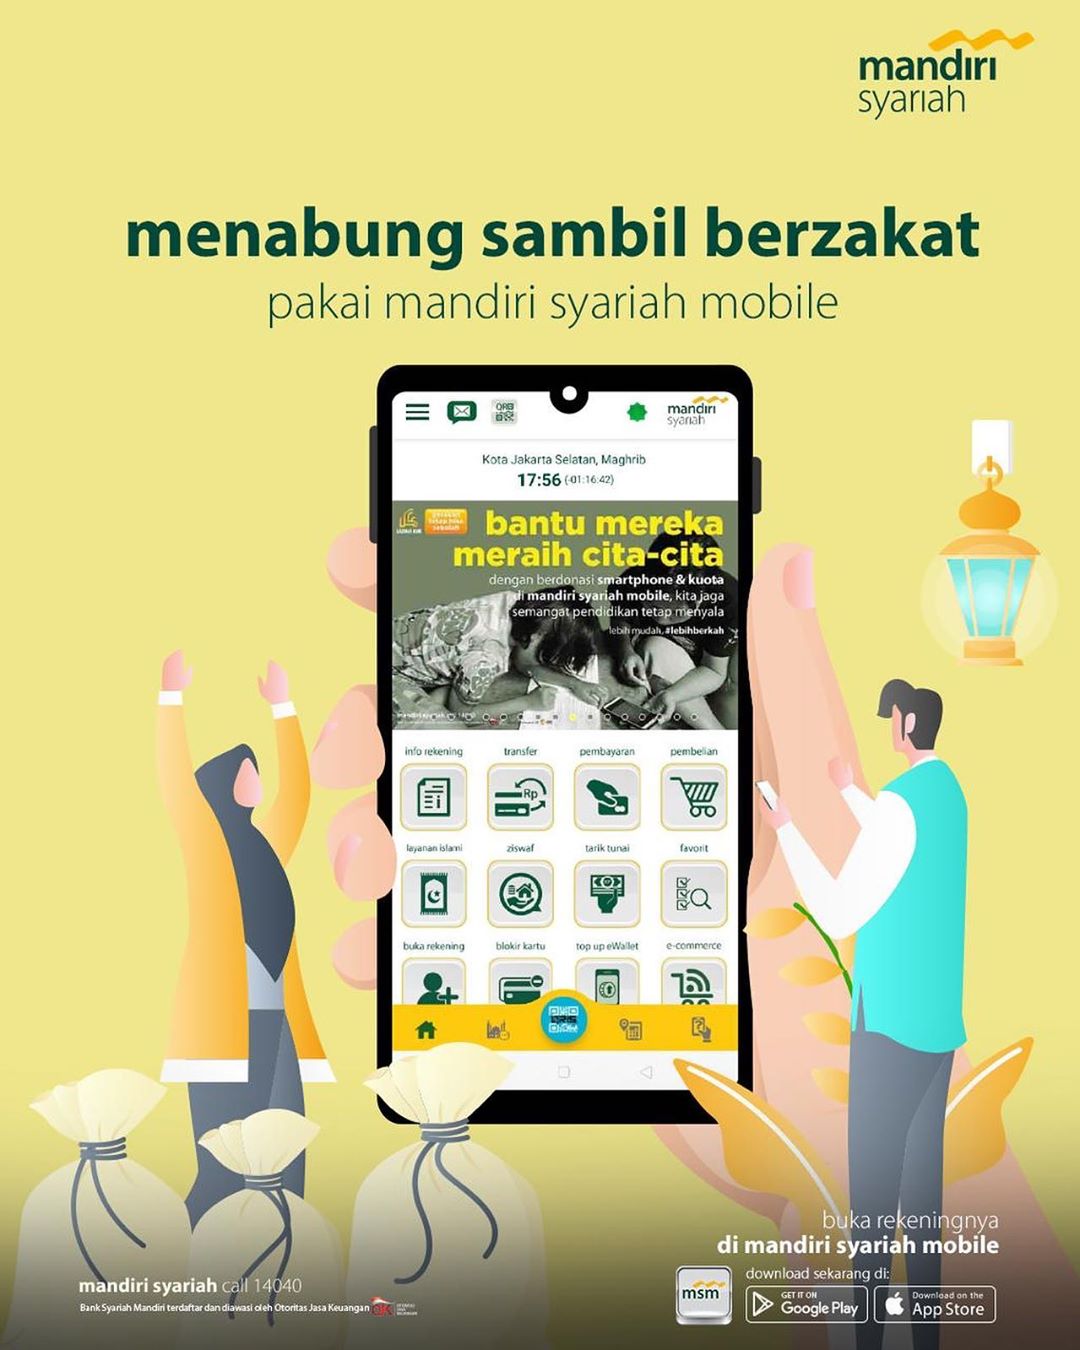 mandiri
syariah
menabung sambil berzakat
pakai mandiri syariah mobile
mandiri
syariah
Kota Jakarta Selatan, Maghrib
17:56 (-01:16:42)
bantu mereka
meraih cita-cita
dengan berdonasi smartphone & kuota
di mandiri syariah mobile, kita jaga
semangat pendidikan tetap menyala
lebih mudah, #lebihberkah
info rekening transfer pembayaran pembelian
Rp
layanan islami ziswaf tarik tunai favorit
buka rekening blokir kartu top up eWallet e-commerce
QRIS
buka rekeningnya
di mandiri syariah mobile
download sekarang di:
msm
GET IT ON
Google Play
Download on the
App Store
mandiri syariah call 14040
Bank Syariah Mandiri terdaftar dan diawasi oleh Otoritas Jasa Keuangan